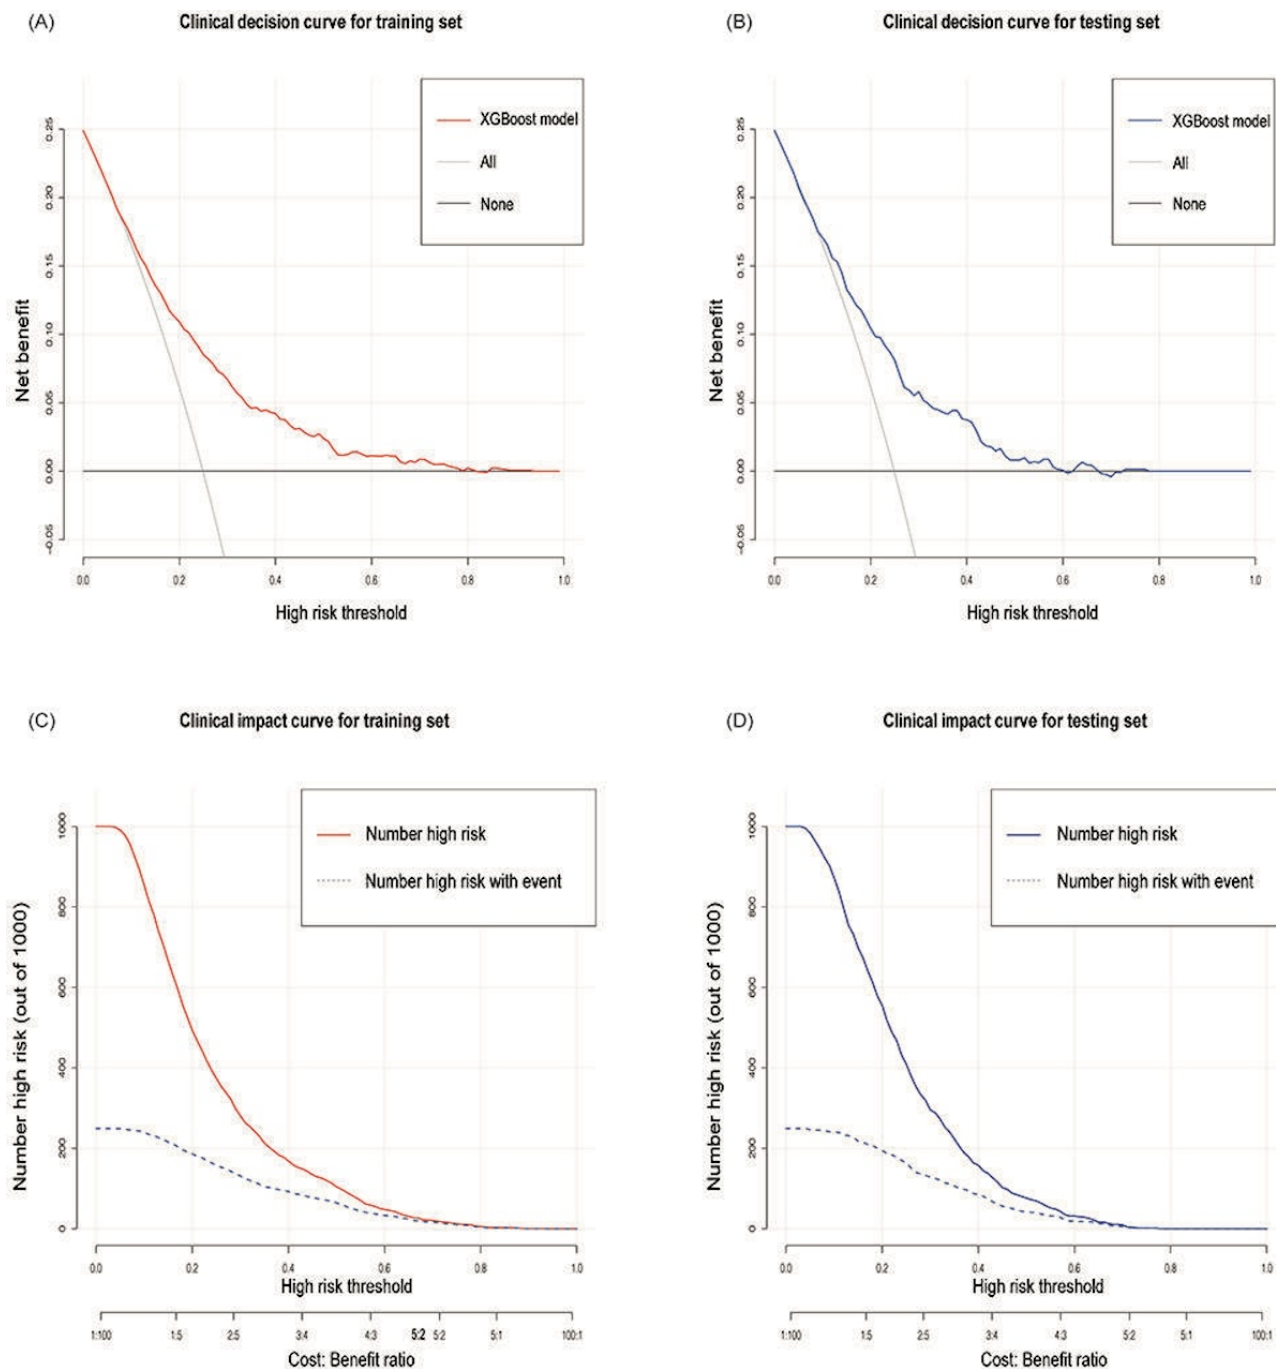 (A)
Clinical decision curve for training set
XGBoost model
All
None
Net benefit
0.25
0.20
0.15
0.10
0.05
0.00
-0.05
0.0 0.2 0.4 0.6 0.8 1.0
High risk threshold
(B)
Clinical decision curve for testing set
XGBoost model
All
None
Net benefit
0.25
0.20
0.15
0.10
0.05
0.00
-0.05
0.0 0.2 0.4 0.6 0.8 1.0
High risk threshold
(C)
Clinical impact curve for training set
Number high risk
Number high risk with event
Number high risk (out of 1000)
1000
800
600
400
200
0
0.0 0.2 0.4 0.6 0.8 1.0
High risk threshold
1:100 1:5 2:5 3:4 4:3 5:2 5:2 5:1 100:1
Cost: Benefit ratio
(D)
Clinical impact curve for testing set
Number high risk
Number high risk with event
Number high risk (out of 1000)
1000
800
600
400
200
0
0.0 0.2 0.4 0.6 0.8 1.0
High risk threshold
1:100 1:5 2:5 3:4 4:3 5:2 5:1 100:1
Cost: Benefit ratio